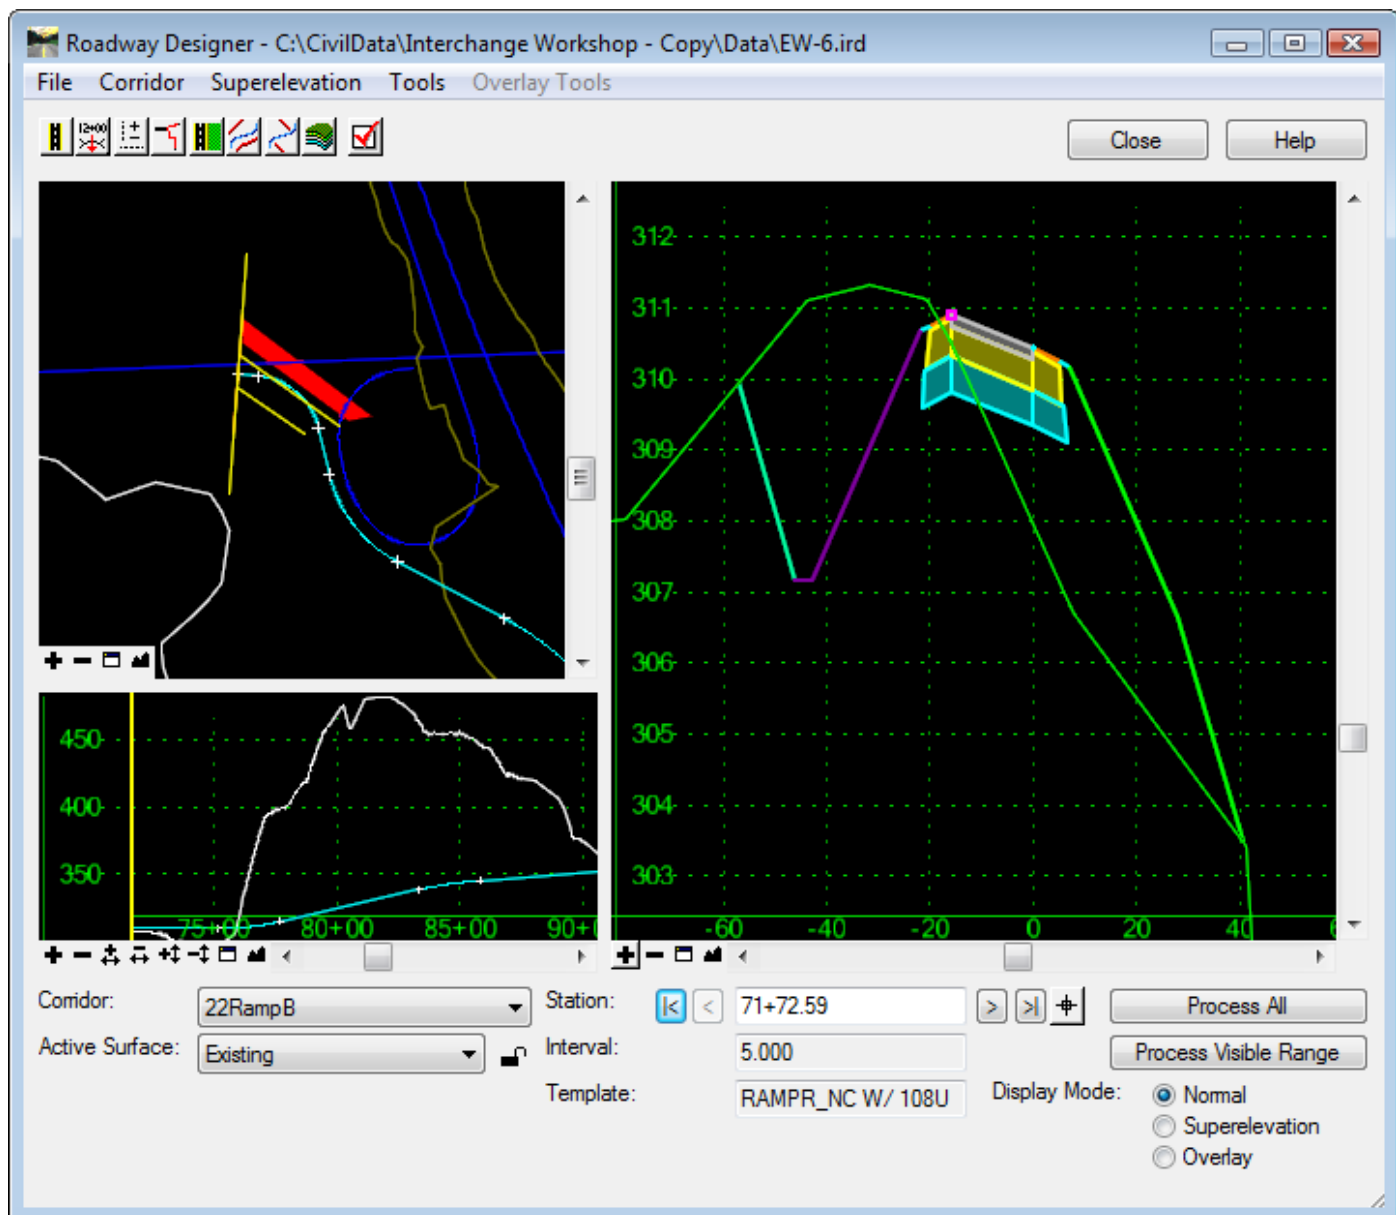 Roadway Designer - C:\CivilData\Interchange Workshop - Copy\Data\EW-6.ird
File Corridor Superelevation Tools Overlay Tools
12+00
Close Help
312
311
310
309
308
307
306
305
304
303
-60 -40 -20 0 20 40
450
400
350
75+00 80+00 85+00
Corridor: 22RampB Station: 71+72.59 Process All
Active Surface: Existing Interval: 5.000 Process Visible Range
Template: RAMPR_NC W/ 108U Display Mode: Normal
Superelevation
Overlay